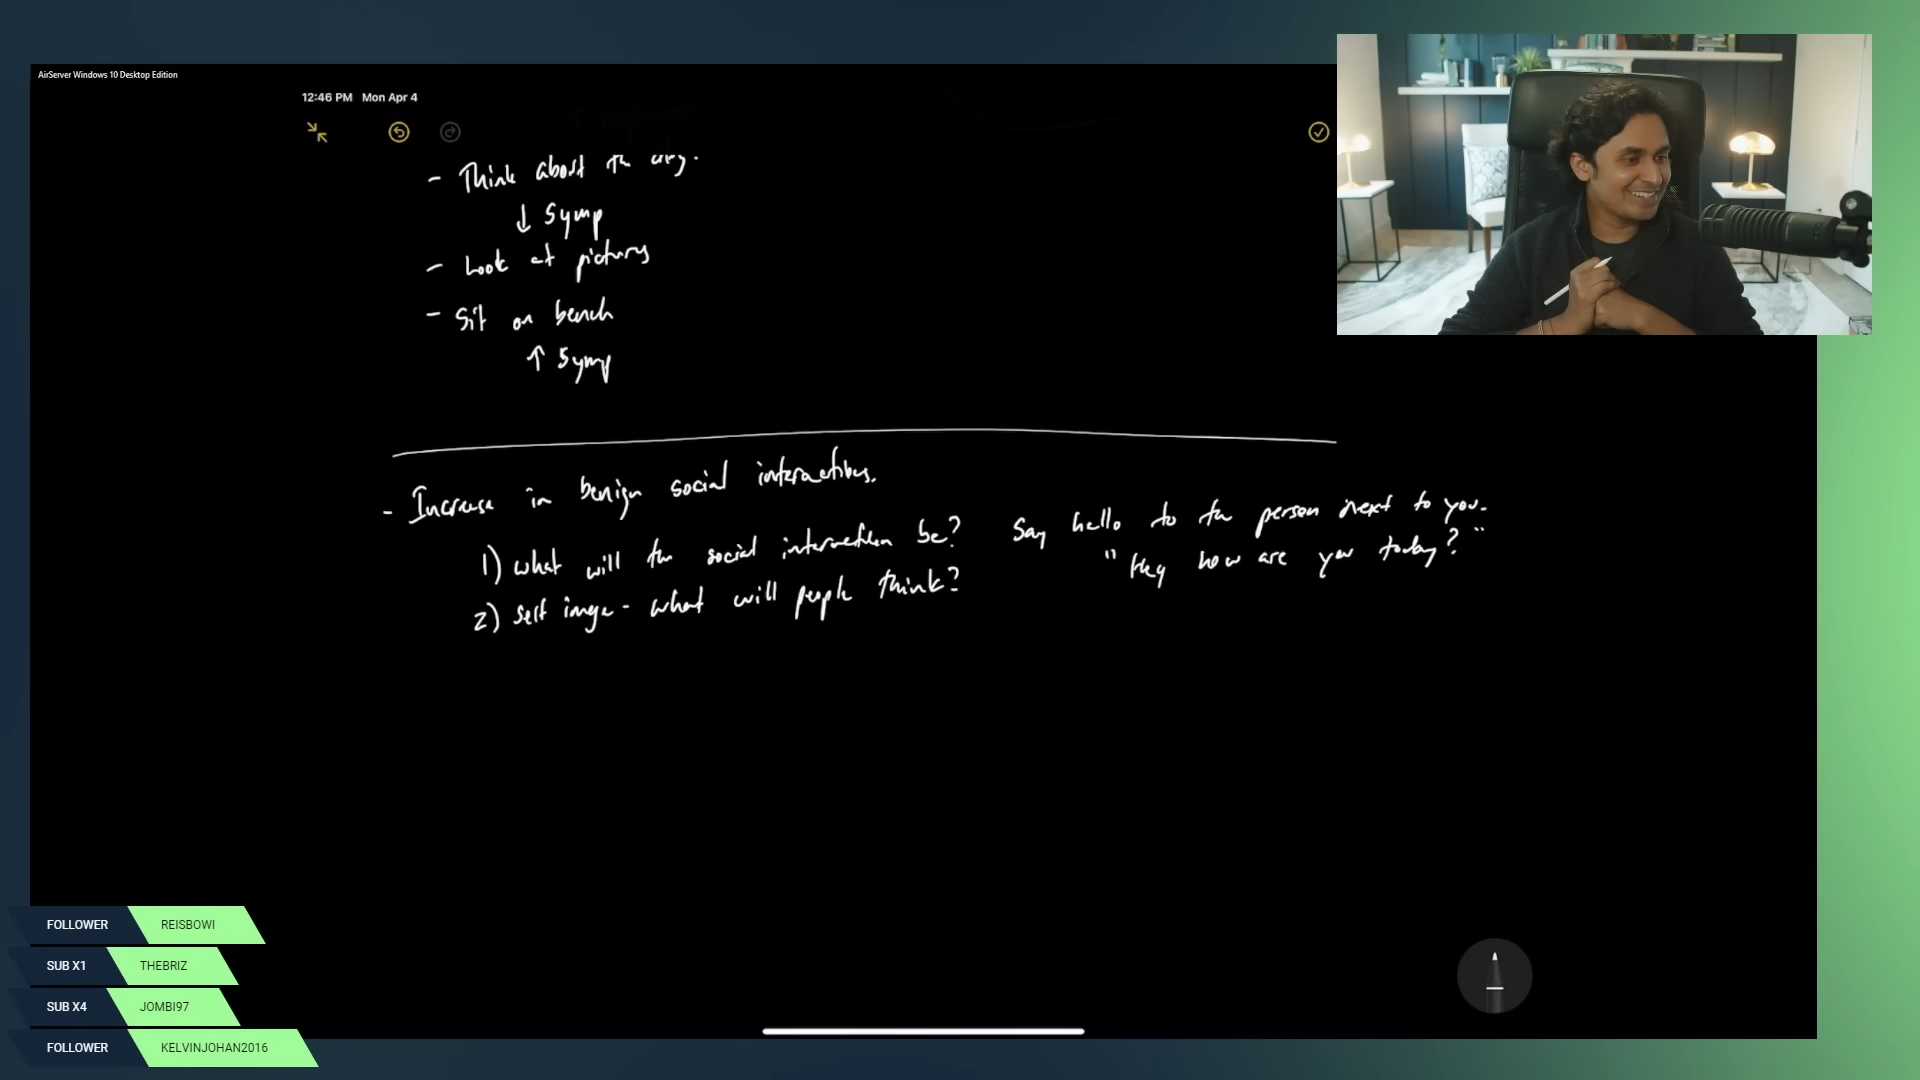 AirServer Windows 10 Desktop Edition
12:46 PM Mon Apr 4
- Think about the
↓ Symp
- Look at pictures
- Sit on bench
↑ Symp
- Increase in benign social interactions.
1) what will the social interaction be? Say hello to the person next to you.
"Hey how are you today?"
2) self image - what will people think?
FOLLOWER REISBOWI
SUB X1 THEBRIZ
SUB X4 JOMBI97
FOLLOWER KELVINJOHAN2016